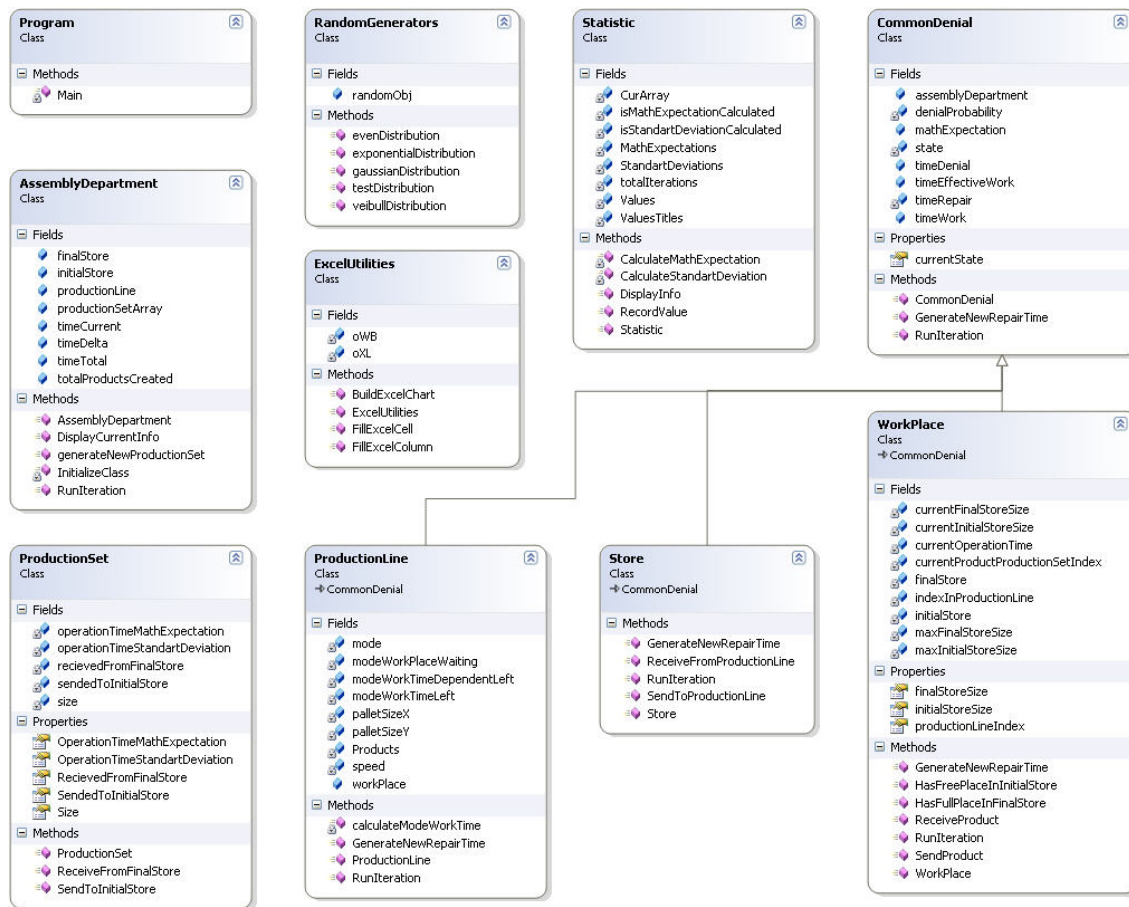 Program
Class
Methods
Main
RandomGenerators
Class
Fields
randomObj
Methods
evenDistribution
exponentialDistribution
gaussianDistribution
testDistribution
veibullDistribution
Statistic
Class
Fields
CurArray
isMathExpectationCalculated
isStandartDeviationCalculated
MathExpectations
StandartDeviations
totalIterations
Values
ValuesTitles
Methods
CalculateMathExpectation
CalculateStandartDeviation
DisplayInfo
RecordValue
Statistic
CommonDenial
Class
Fields
assemblyDepartment
denialProbability
mathExpectation
state
timeDenial
timeEffectiveWork
timeRepair
timeWork
Properties
currentState
Methods
CommonDenial
GenerateNewRepairTime
RunIteration
AssemblyDepartment
Class
Fields
finalStore
initialStore
productionLine
productionSetArray
timeCurrent
timeDelta
timeTotal
totalProductsCreated
Methods
AssemblyDepartment
DisplayCurrentInfo
generateNewProductionSet
InitializeClass
RunIteration
ExcelUtilities
Class
Fields
oWB
oXL
Methods
BuildExcelChart
ExcelUtilities
FillExcelCell
FillExcelColumn
WorkPlace
Class
CommonDenial
Fields
currentFinalStoreSize
currentInitialStoreSize
currentOperationTime
currentProductProductionSetIndex
finalStore
indexInProductionLine
initialStore
maxFinalStoreSize
maxInitialStoreSize
Properties
finalStoreSize
initialStoreSize
productionLineIndex
Methods
GenerateNewRepairTime
HasFreePlaceInInitialStore
HasFullPlaceInFinalStore
ReceiveProduct
RunIteration
SendProduct
WorkPlace
ProductionSet
Class
Fields
operationTimeMathExpectation
operationTimeStandartDeviation
recievedFromFinalStore
sendedToInitialStore
size
Properties
OperationTimeMathExpectation
OperationTimeStandartDeviation
RecievedFromFinalStore
SendedToInitialStore
Size
Methods
ProductionSet
ReceiveFromFinalStore
SendToInitialStore
ProductionLine
Class
CommonDenial
Fields
mode
modeWorkPlaceWaiting
modeWorkTimeDependentLeft
modeWorkTimeLeft
palletSizeX
palletSizeY
Products
speed
workPlace
Methods
calculateModeWorkTime
GenerateNewRepairTime
ProductionLine
RunIteration
Store
Class
CommonDenial
Methods
GenerateNewRepairTime
ReceiveFromProductionLine
RunIteration
SendToProductionLine
Store